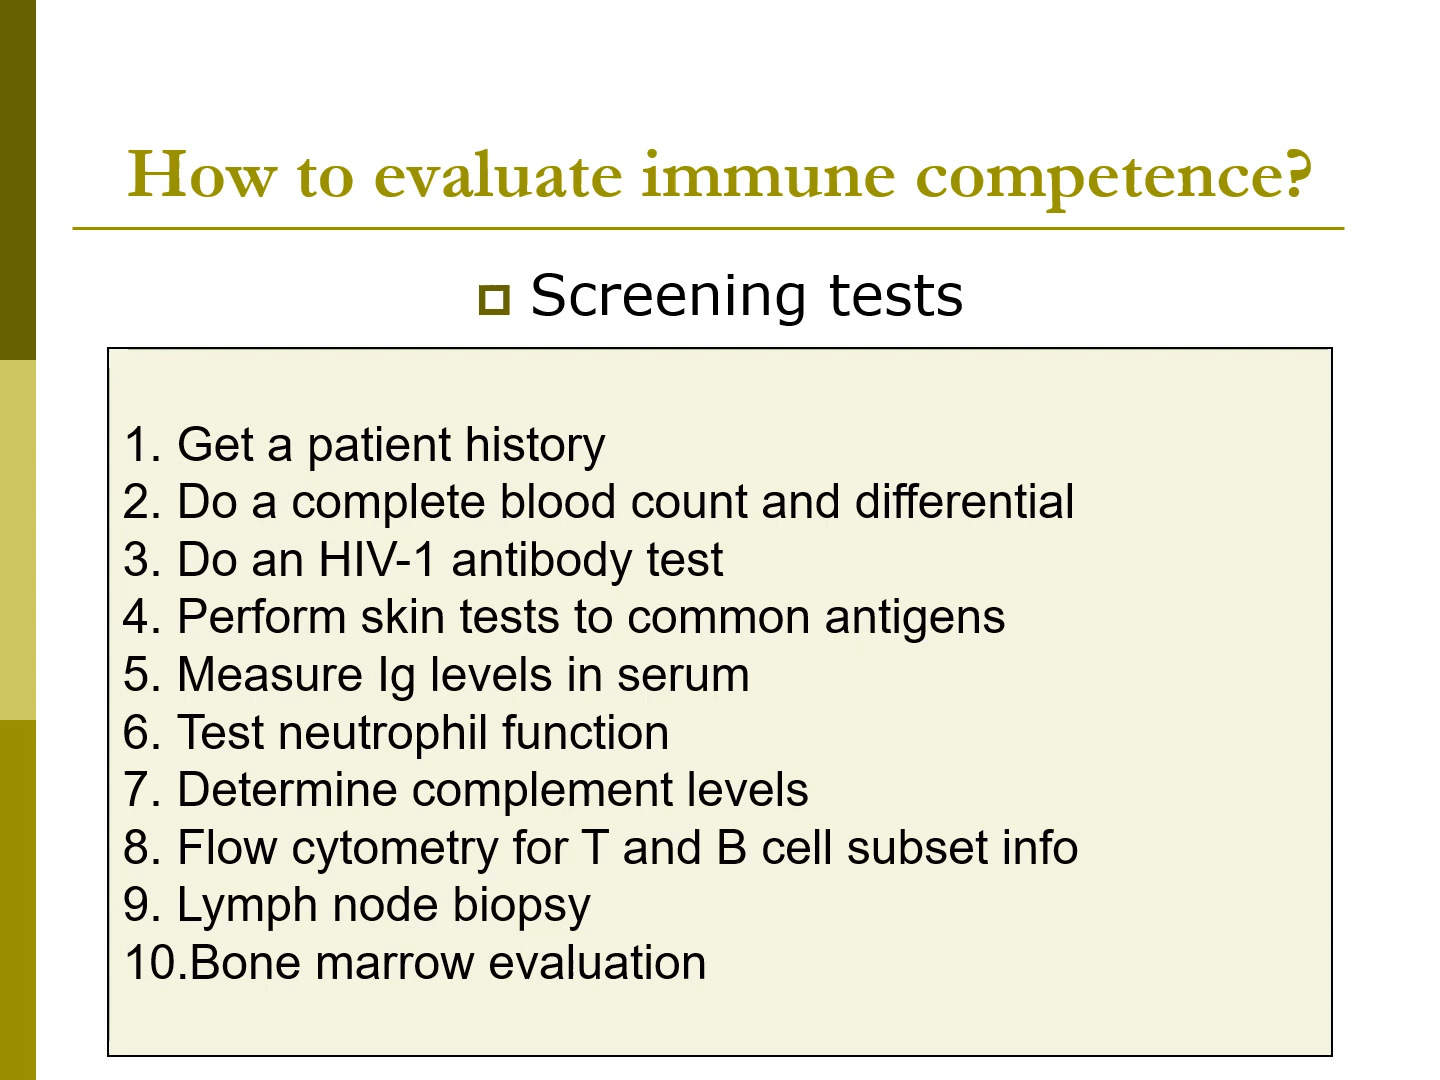 How to evaluate immune competence?
Screening tests
1. Get a patient history
2. Do a complete blood count and differential
3. Do an HIV-1 antibody test
4. Perform skin tests to common antigens
5. Measure Ig levels in serum
6. Test neutrophil function
7. Determine complement levels
8. Flow cytometry for T and B cell subset info
9. Lymph node biopsy
10.Bone marrow evaluation